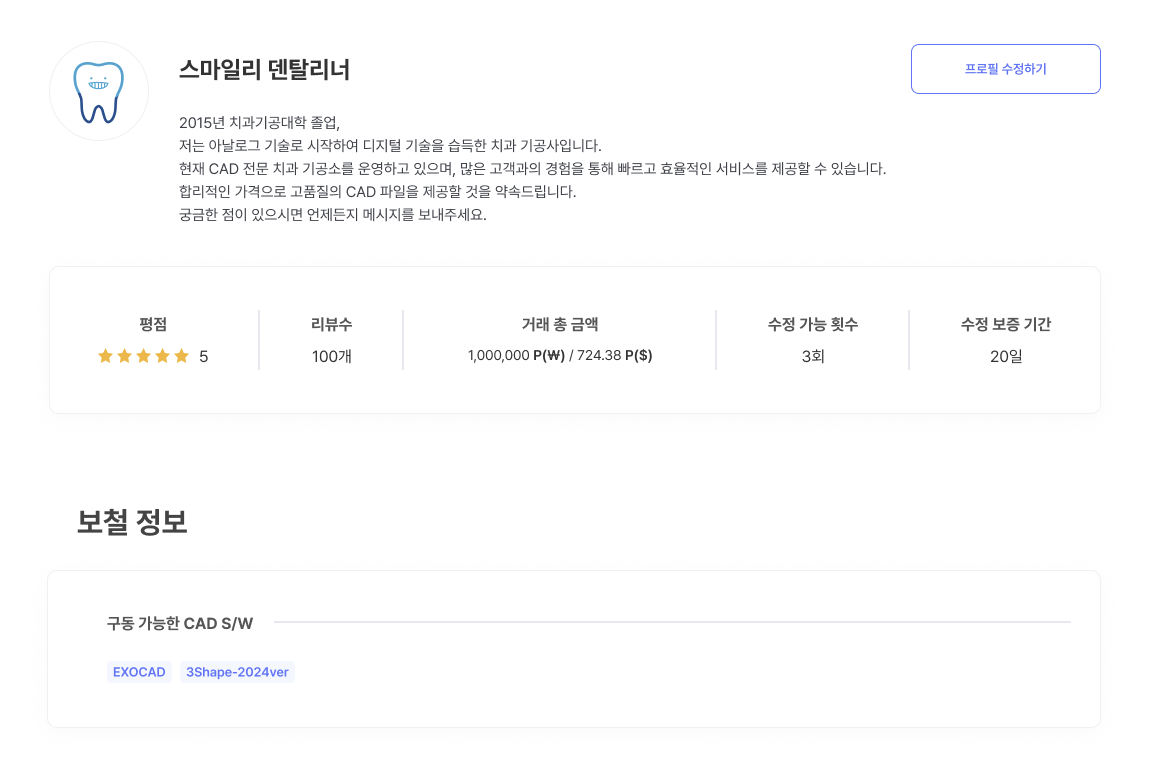 스마일리 덴탈리너
프로필 수정하기
2015년 치과기공대학 졸업,
저는 아날로그 기술로 시작하여 디지털 기술을 습득한 치과 기공사입니다.
현재 CAD 전문 치과 기공소를 운영하고 있으며, 많은 고객과의 경험을 통해 빠르고 효율적인 서비스를 제공할 수 있습니다.
합리적인 가격으로 고품질의 CAD 파일을 제공할 것을 약속드립니다.
궁금한 점이 있으시면 언제든지 메시지를 보내주세요.
평점
5
리뷰수
100개
거래 총 금액
1,000,000 P(₩) / 724.38 P($)
수정 가능 횟수
3회
수정 보증 기간
20일
보철 정보
구동 가능한 CAD S/W
EXOCAD
3Shape-2024ver